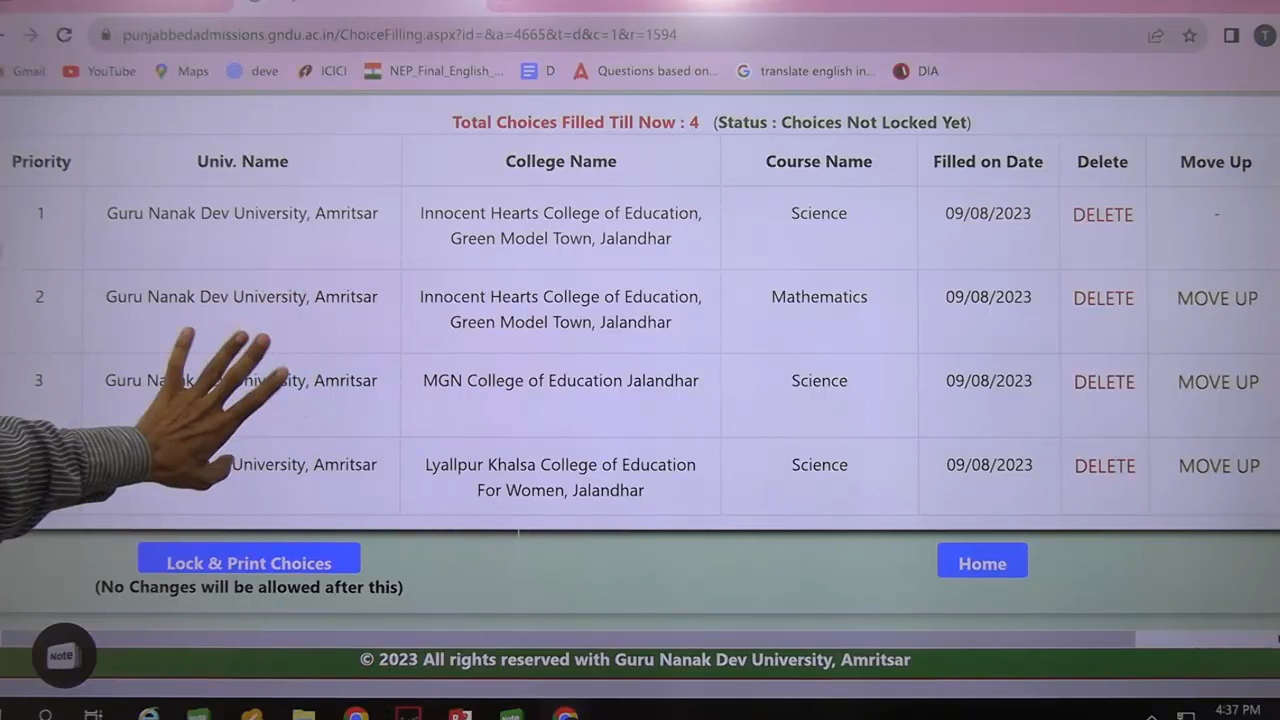 punjabbedadmissions.gndu.ac.in/ChoiceFilling.aspx?id=&a=4665&t=d&c=1&r=1594
T
Gmail YouTube Maps deve ICICI NEP_Final_English_... D Questions based on... translate english in... DIA
Total Choices Filled Till Now : 4 (Status : Choices Not Locked Yet)
Priority Univ. Name College Name Course Name Filled on Date Delete Move Up
1 Guru Nanak Dev University, Amritsar Innocent Hearts College of Education, Science 09/08/2023 DELETE -
Green Model Town, Jalandhar
2 Guru Nanak Dev University, Amritsar Innocent Hearts College of Education, Mathematics 09/08/2023 DELETE MOVE UP
Green Model Town, Jalandhar
3 Guru Amritsar MGN College of Education Jalandhar Science 09/08/2023 DELETE MOVE UP
University, Amritsar Lyallpur Khalsa College of Education Science 09/08/2023 DELETE MOVE UP
For Women, Jalandhar
Lock & Print Choices Home
(No Changes will be allowed after this)
Note
© 2023 All rights reserved with Guru Nanak Dev University, Amritsar
4:37 PM